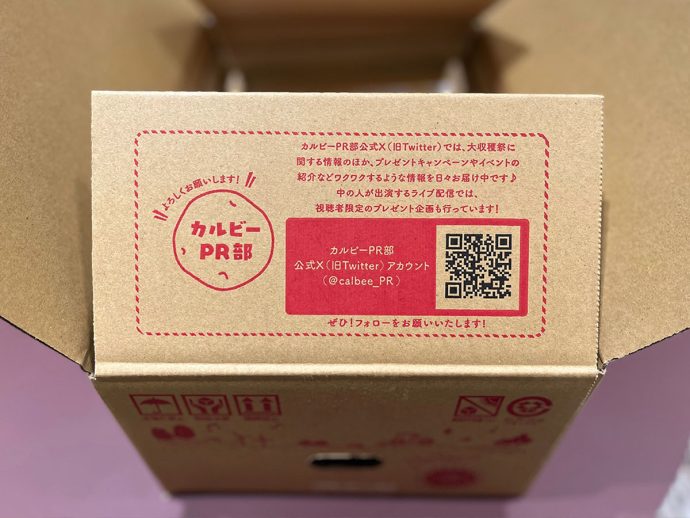 カルビーPR部公式X(旧Twitter)では、大収穫祭に
関する情報のほか、プレゼントキャンペーンやイベントの
紹介などワクワクするような情報を日々お届け中です♪
中の人が出演するライブ配信では、
視聴者限定のプレゼント企画も行っています!
よろしくお願いします!
カルビー
PR部
カルビーPR部
公式X(旧Twitter)アカウント
(@calbee_PR)
ぜひ!フォローをお願いいたします!